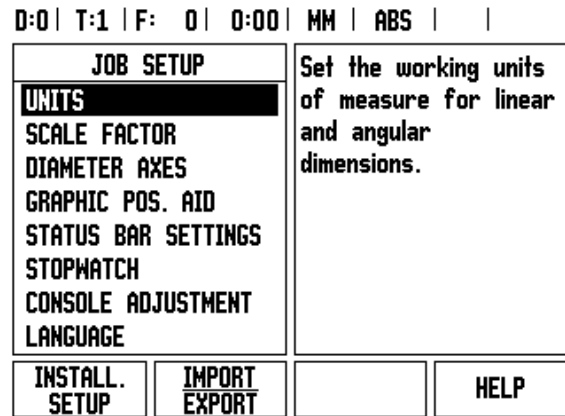 D:0 | T:1 | F: 0 | 0:00 | MM | ABS | |
JOB SETUP
UNITS
SCALE FACTOR
DIAMETER AXES
GRAPHIC POS. AID
STATUS BAR SETTINGS
STOPWATCH
CONSOLE ADJUSTMENT
LANGUAGE
Set the working units
of measure for linear
and angular
dimensions.
INSTALL.
SETUP
IMPORT
EXPORT
HELP